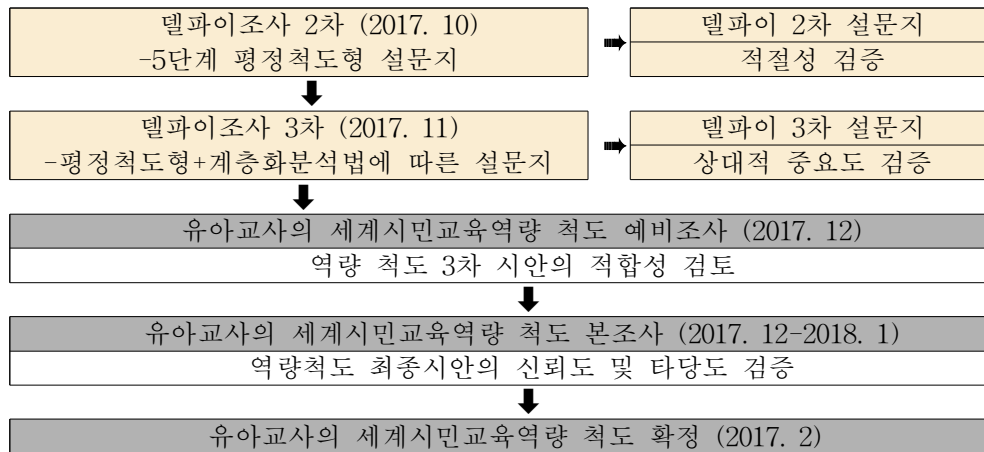 델파이조사 2차 (2017. 10)
-5단계 평정척도형 설문지
델파이 2차 설문지
적절성 검증
델파이조사 3차 (2017. 11)
-평정척도형+계층화분석법에 따른 설문지
델파이 3차 설문지
상대적 중요도 검증
유아교사의 세계시민교육역량 척도 예비조사 (2017. 12)
역량 척도 3차 시안의 적합성 검토
유아교사의 세계시민교육역량 척도 본조사 (2017. 12-2018. 1)
역량척도 최종시안의 신뢰도 및 타당도 검증
유아교사의 세계시민교육역량 척도 확정 (2017. 2)